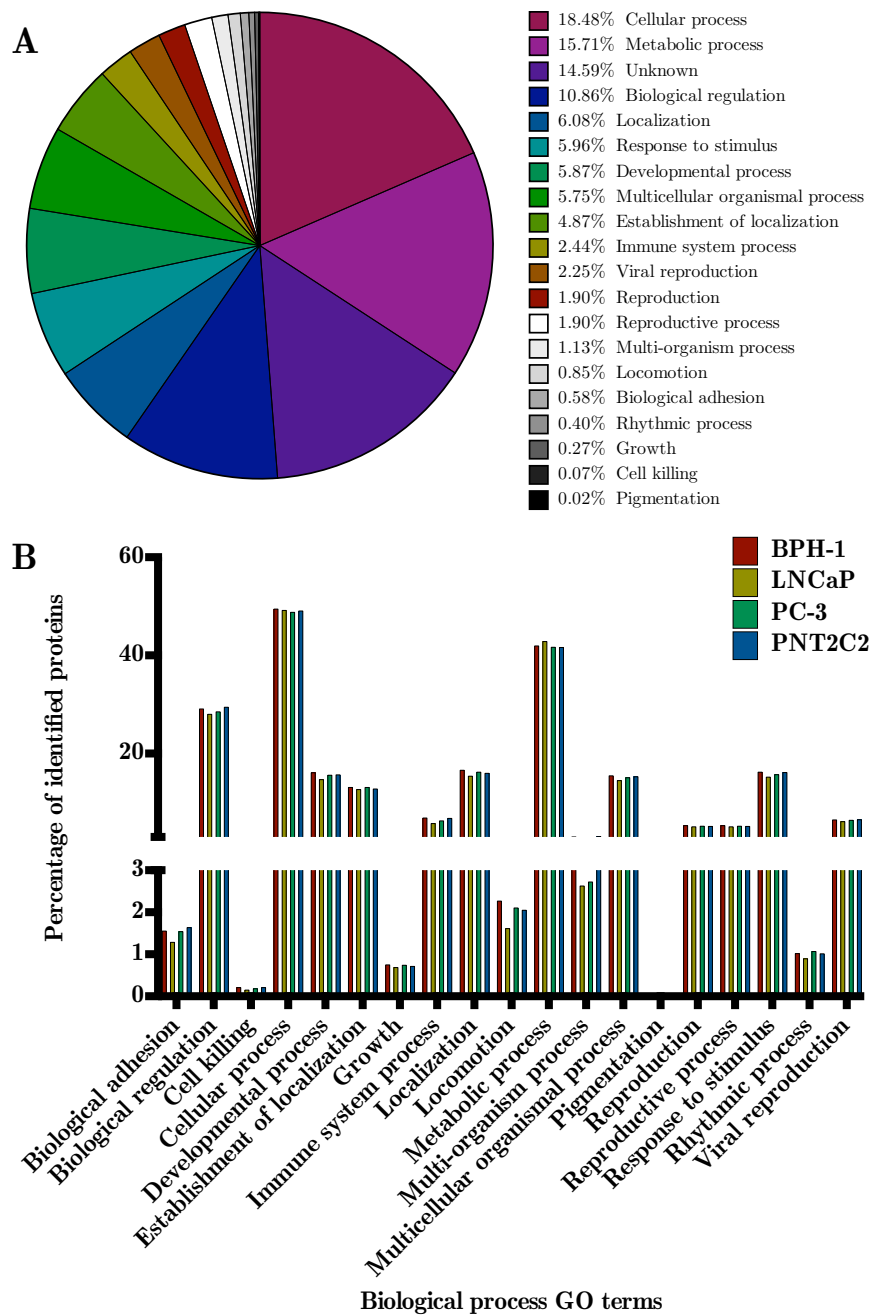 A
18.48% Cellular process
15.71% Metabolic process
14.59% Unknown
10.86% Biological regulation
6.08% Localization
5.96% Response to stimulus
5.87% Developmental process
5.75% Multicellular organismal process
4.87% Establishment of localization
2.44% Immune system process
2.25% Viral reproduction
1.90% Reproduction
1.90% Reproductive process
1.13% Multi-organism process
0.85% Locomotion
0.58% Biological adhesion
0.40% Rhythmic process
0.27% Growth
0.07% Cell killing
0.02% Pigmentation
B
BPH-1
LNCaP
PC-3
PNT2C2
Percentage of identified proteins
60
40
20
3
2
1
0
Biological adhesion
Biological regulation
Cell killing
Cellular process
Developmental process
Establishment of localization
Growth
Immune system process
Localization
Locomotion
Metabolic process
Multi-organism process
Multicellular organismal process
Pigmentation
Reproduction
Reproductive process
Response to stimulus
Rhythmic process
Viral reproduction
Biological process GO terms